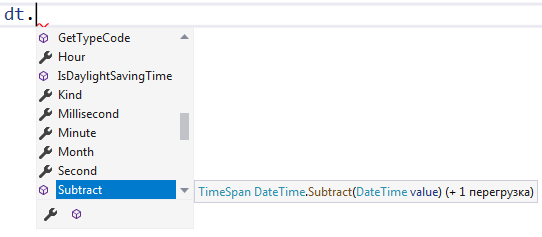 dt.
GetTypeCode
Hour
IsDaylightSavingTime
Kind
Millisecond
Minute
Month
Second
Subtract
TimeSpan DateTime.Subtract(DateTime value) (+ 1 перегрузка)